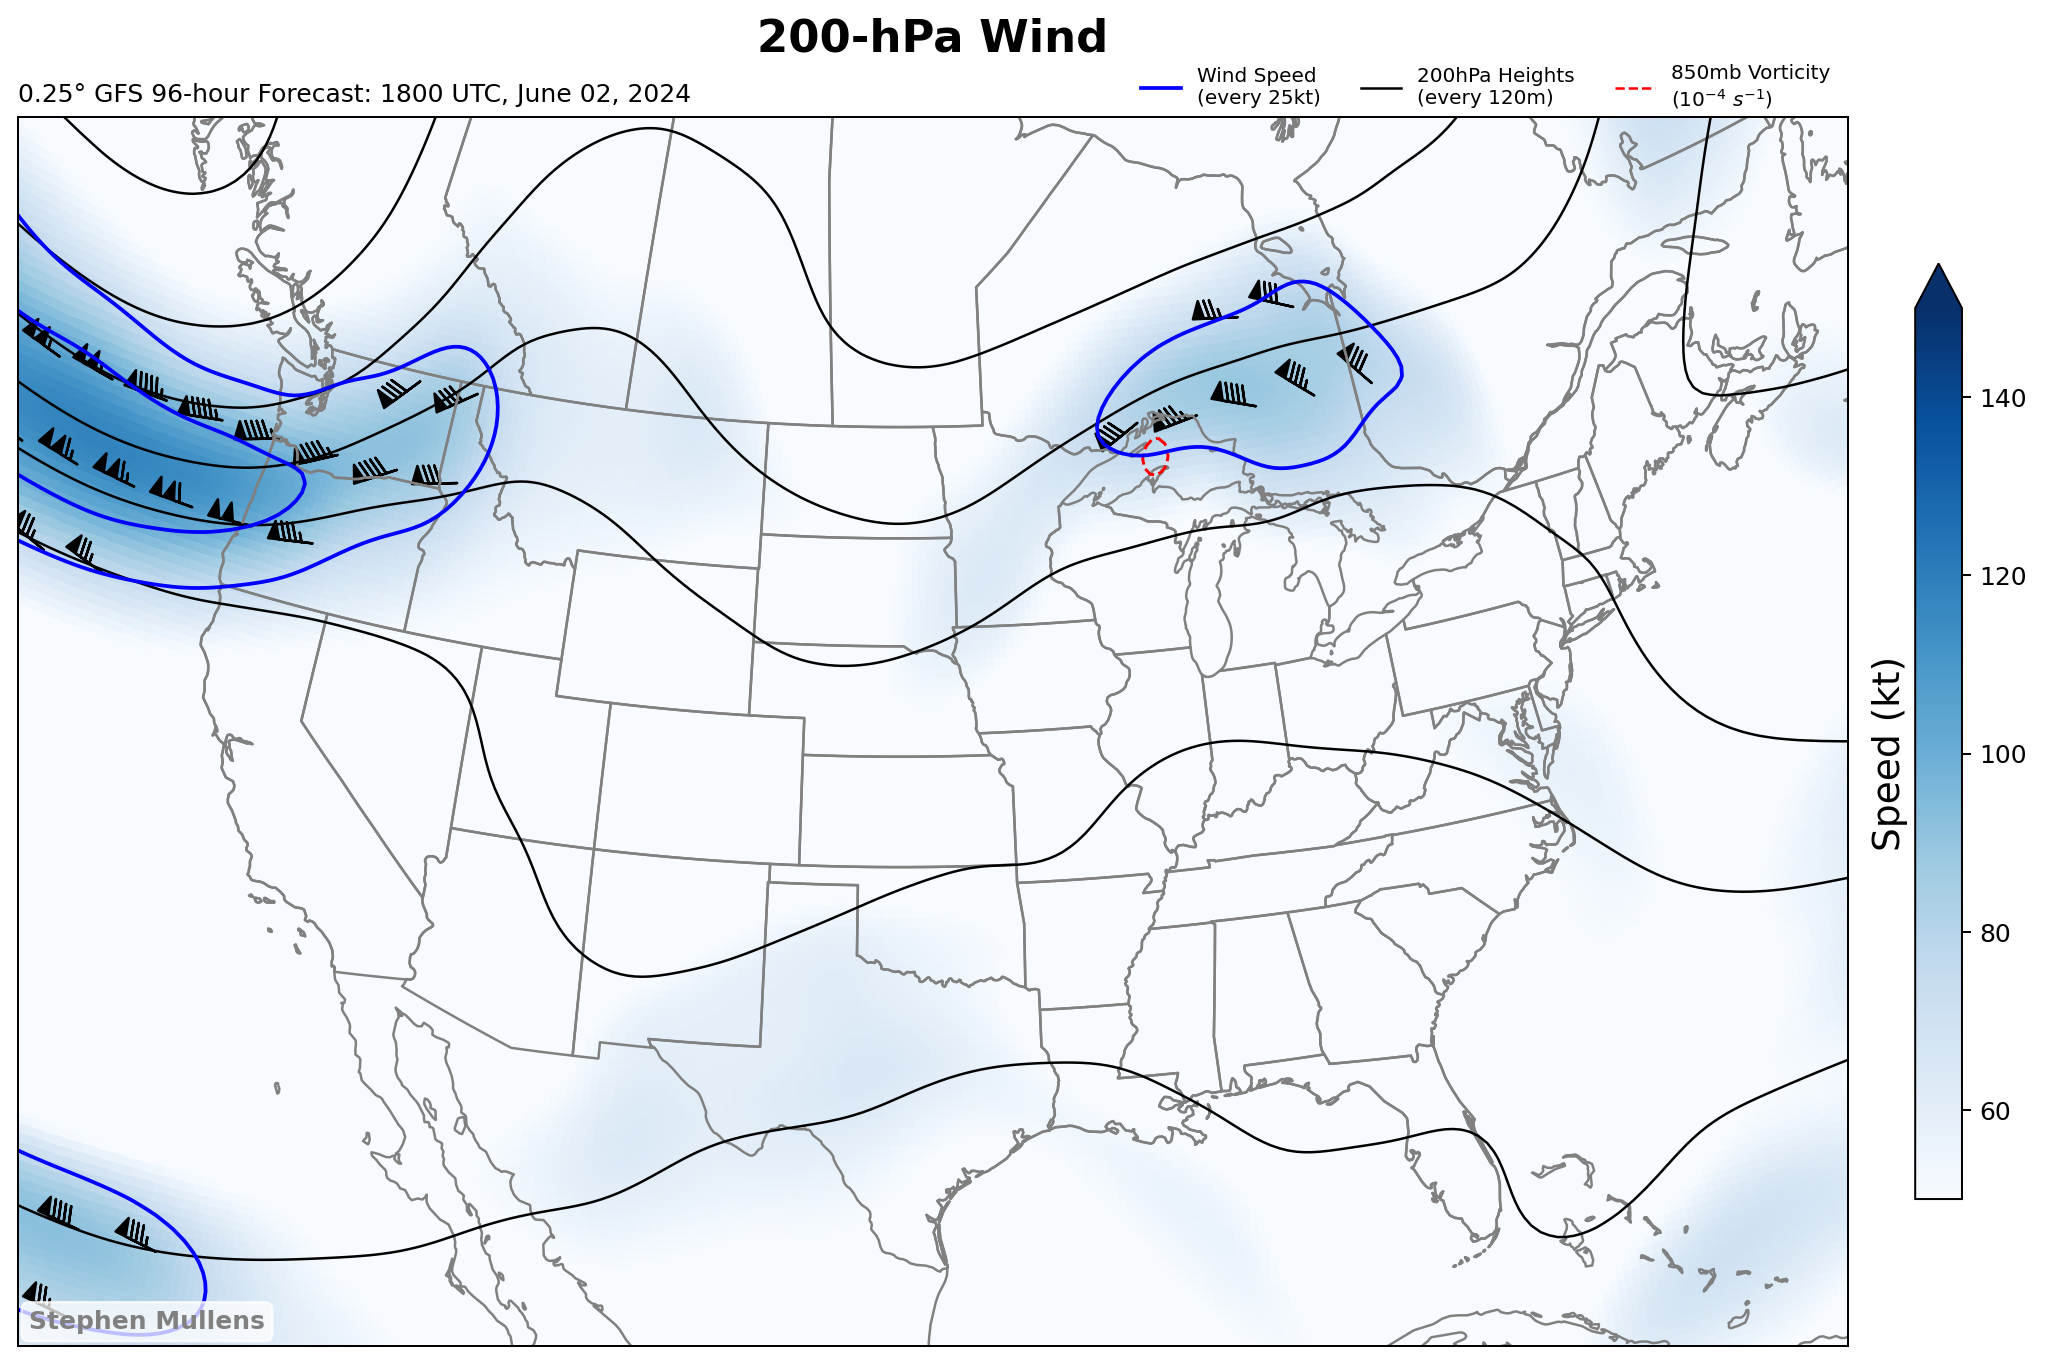 200-hPa Wind
0.25° GFS 96-hour Forecast: 1800 UTC, June 02, 2024
Wind Speed
(every 25kt)
200hPa Heights
(every 120m)
850mb Vorticity
(10⁻⁴ s⁻¹)
140
120
100
80
60
Speed (kt)
Stephen Mullens